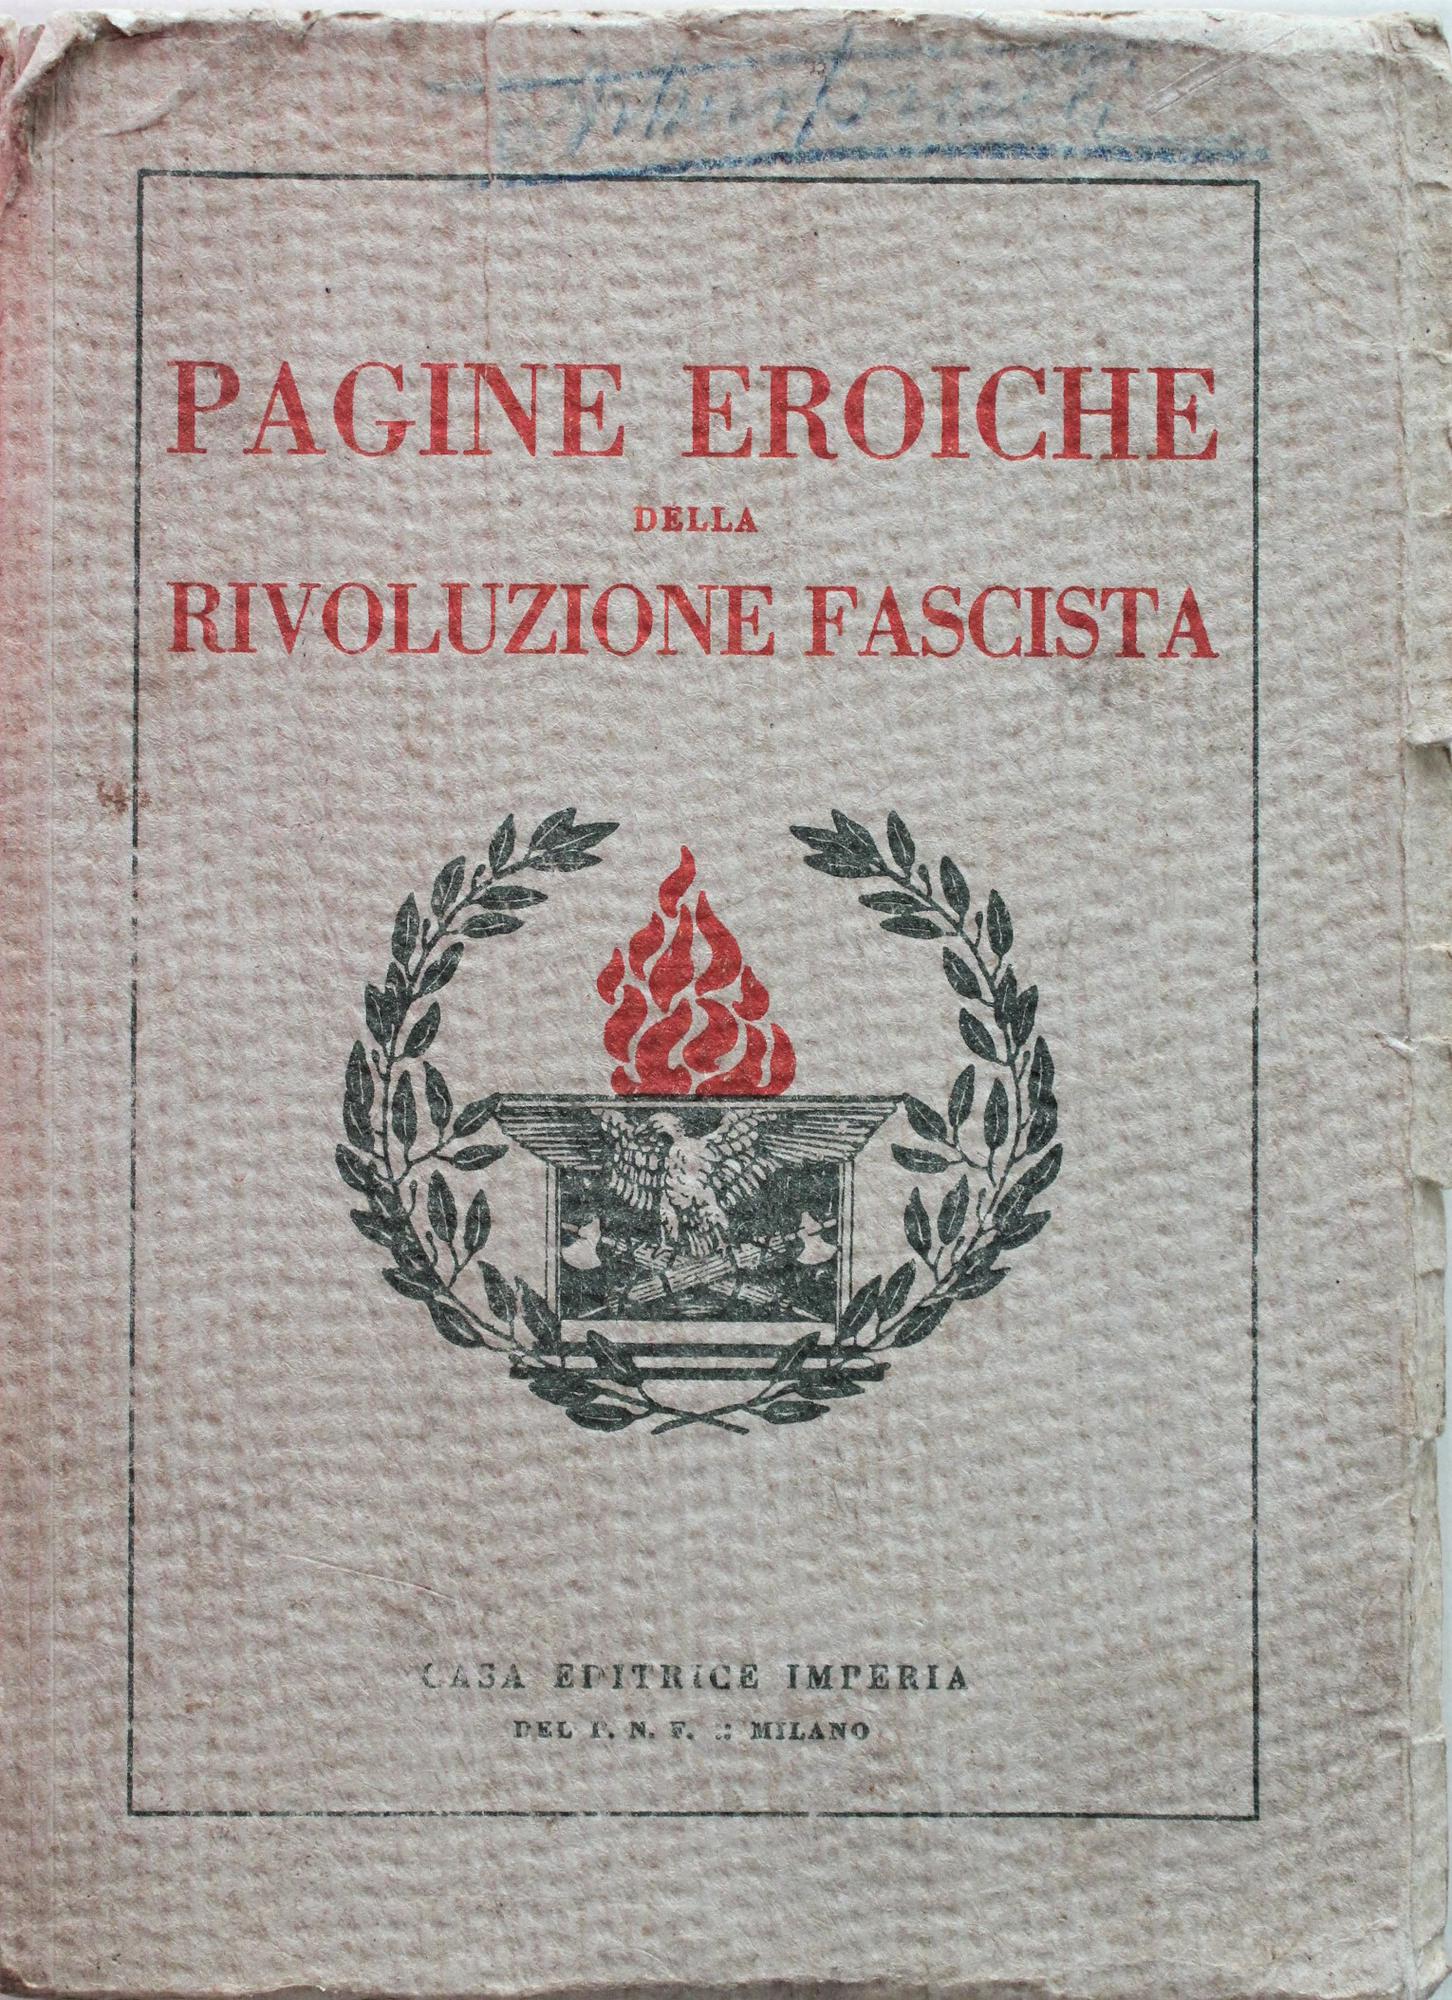 PAGINE EROICHE
DELLA
RIVOLUZIONE FASCISTA
CASA EDITRICE IMPERIA
DEL P. N. F. :: MILANO